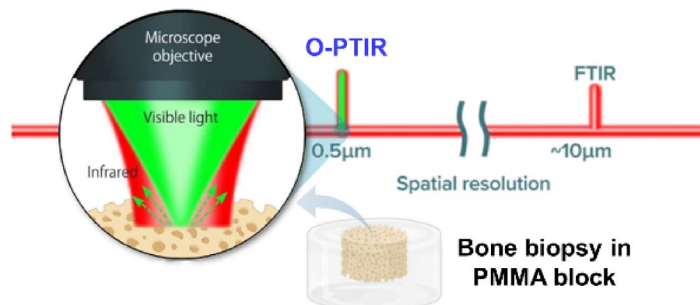 Microscope
objective
Visible light
Infrared
O-PTIR
FTIR
0.5μm
~10μm
Spatial resolution
Bone biopsy in
PMMA block